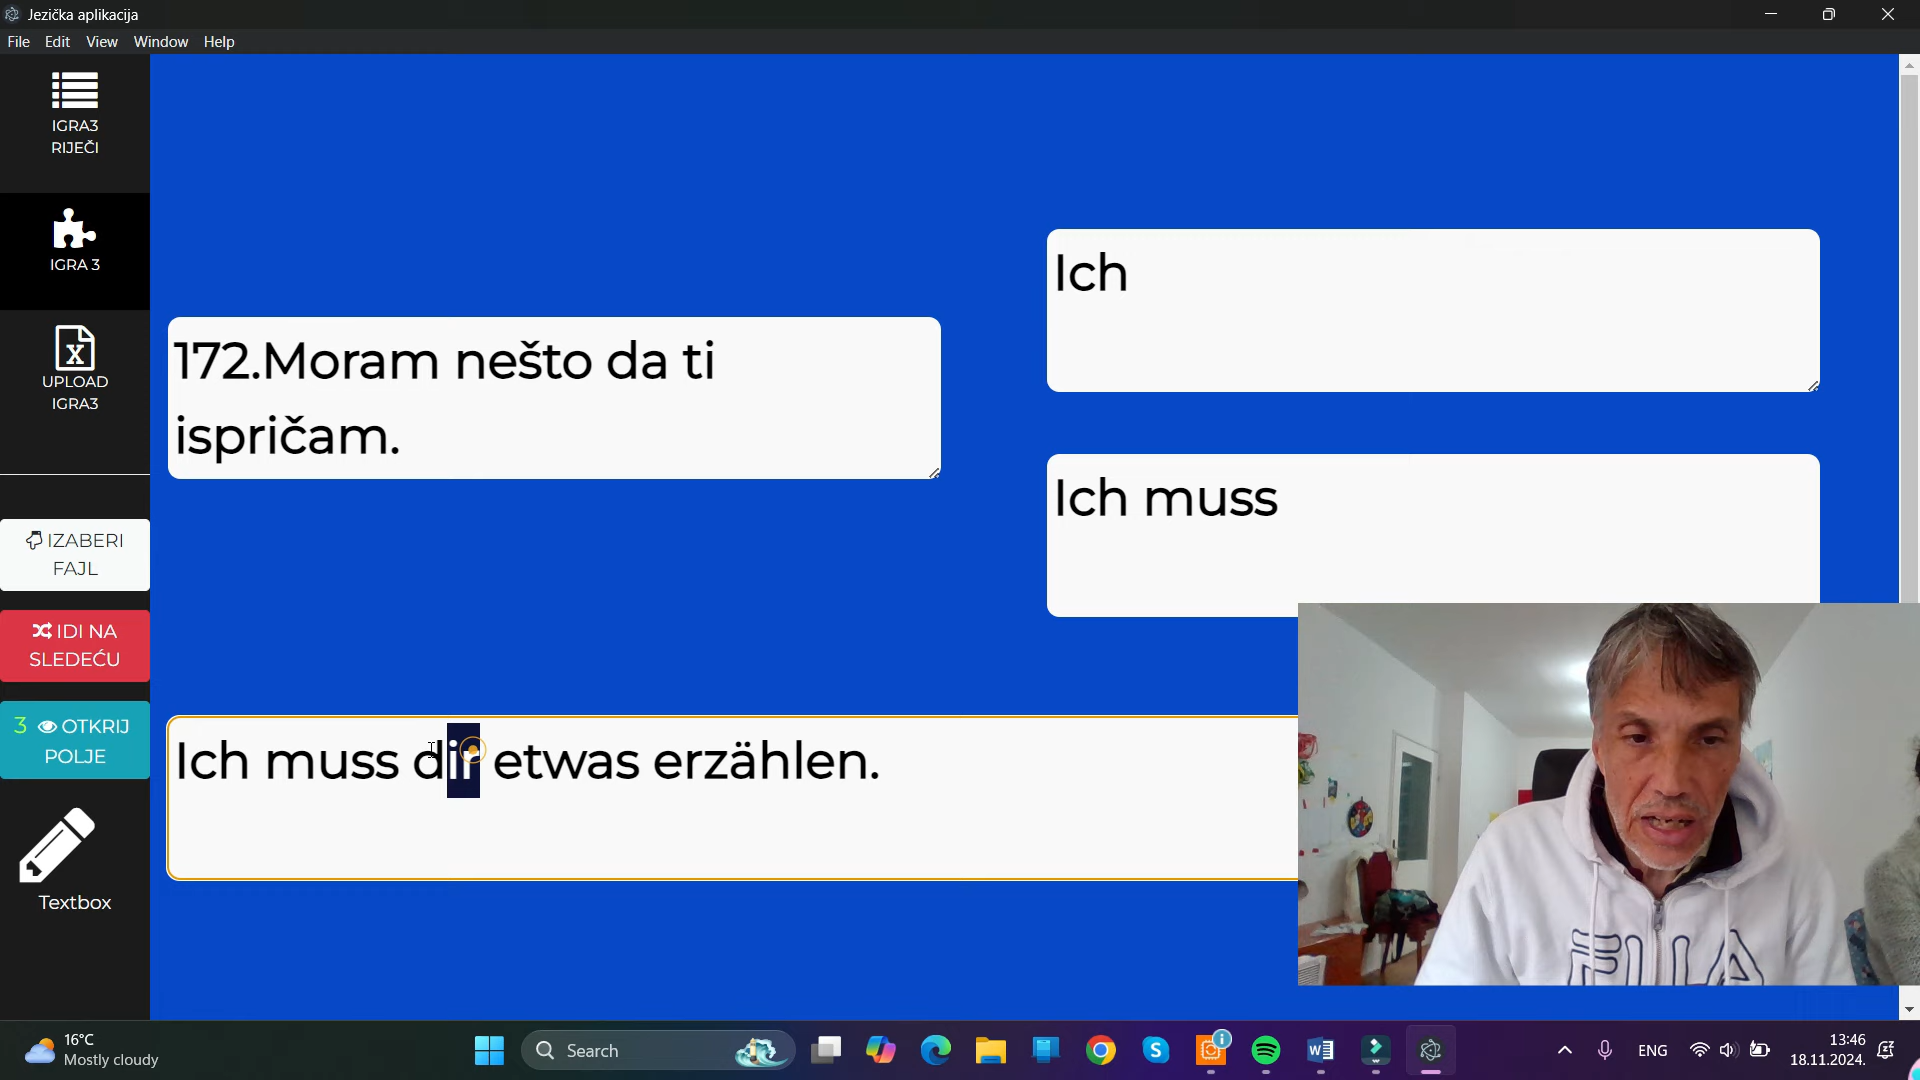 Jezička aplikacija
File Edit View Window Help
IGRA3
RIJEČI
IGRA 3
UPLOAD
IGRA3
IZABERI
FAJL
IDI NA
SLEDEĆU
3 OTKRIJ
POLJE
Textbox
172.Moram nešto da ti
ispričam.
Ich
Ich muss
Ich muss dir etwas erzählen.
FILA
16°C
Mostly cloudy
Search
ENG
13:46
18.11.2024.